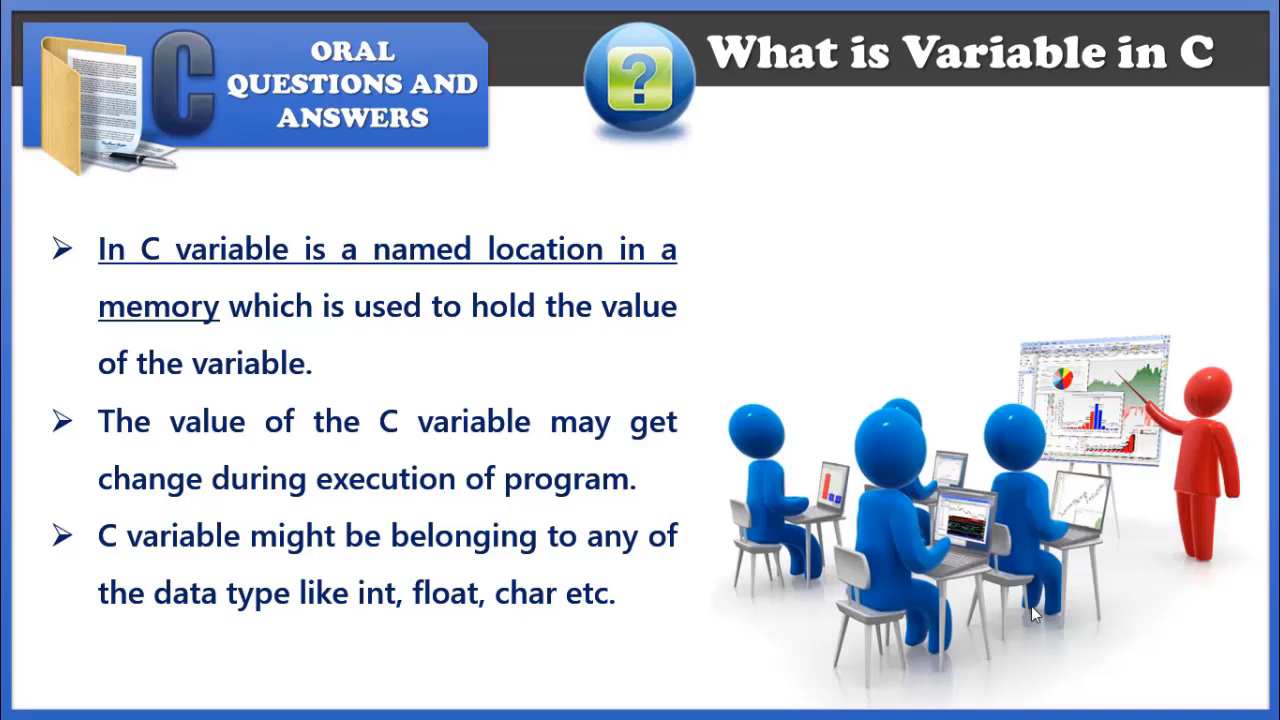 C
ORAL
QUESTIONS AND
ANSWERS
?
What is Variable in C
In C variable is a named location in a
memory which is used to hold the value
of the variable.
The value of the C variable may get
change during execution of program.
C variable might be belonging to any of
the data type like int, float, char etc.